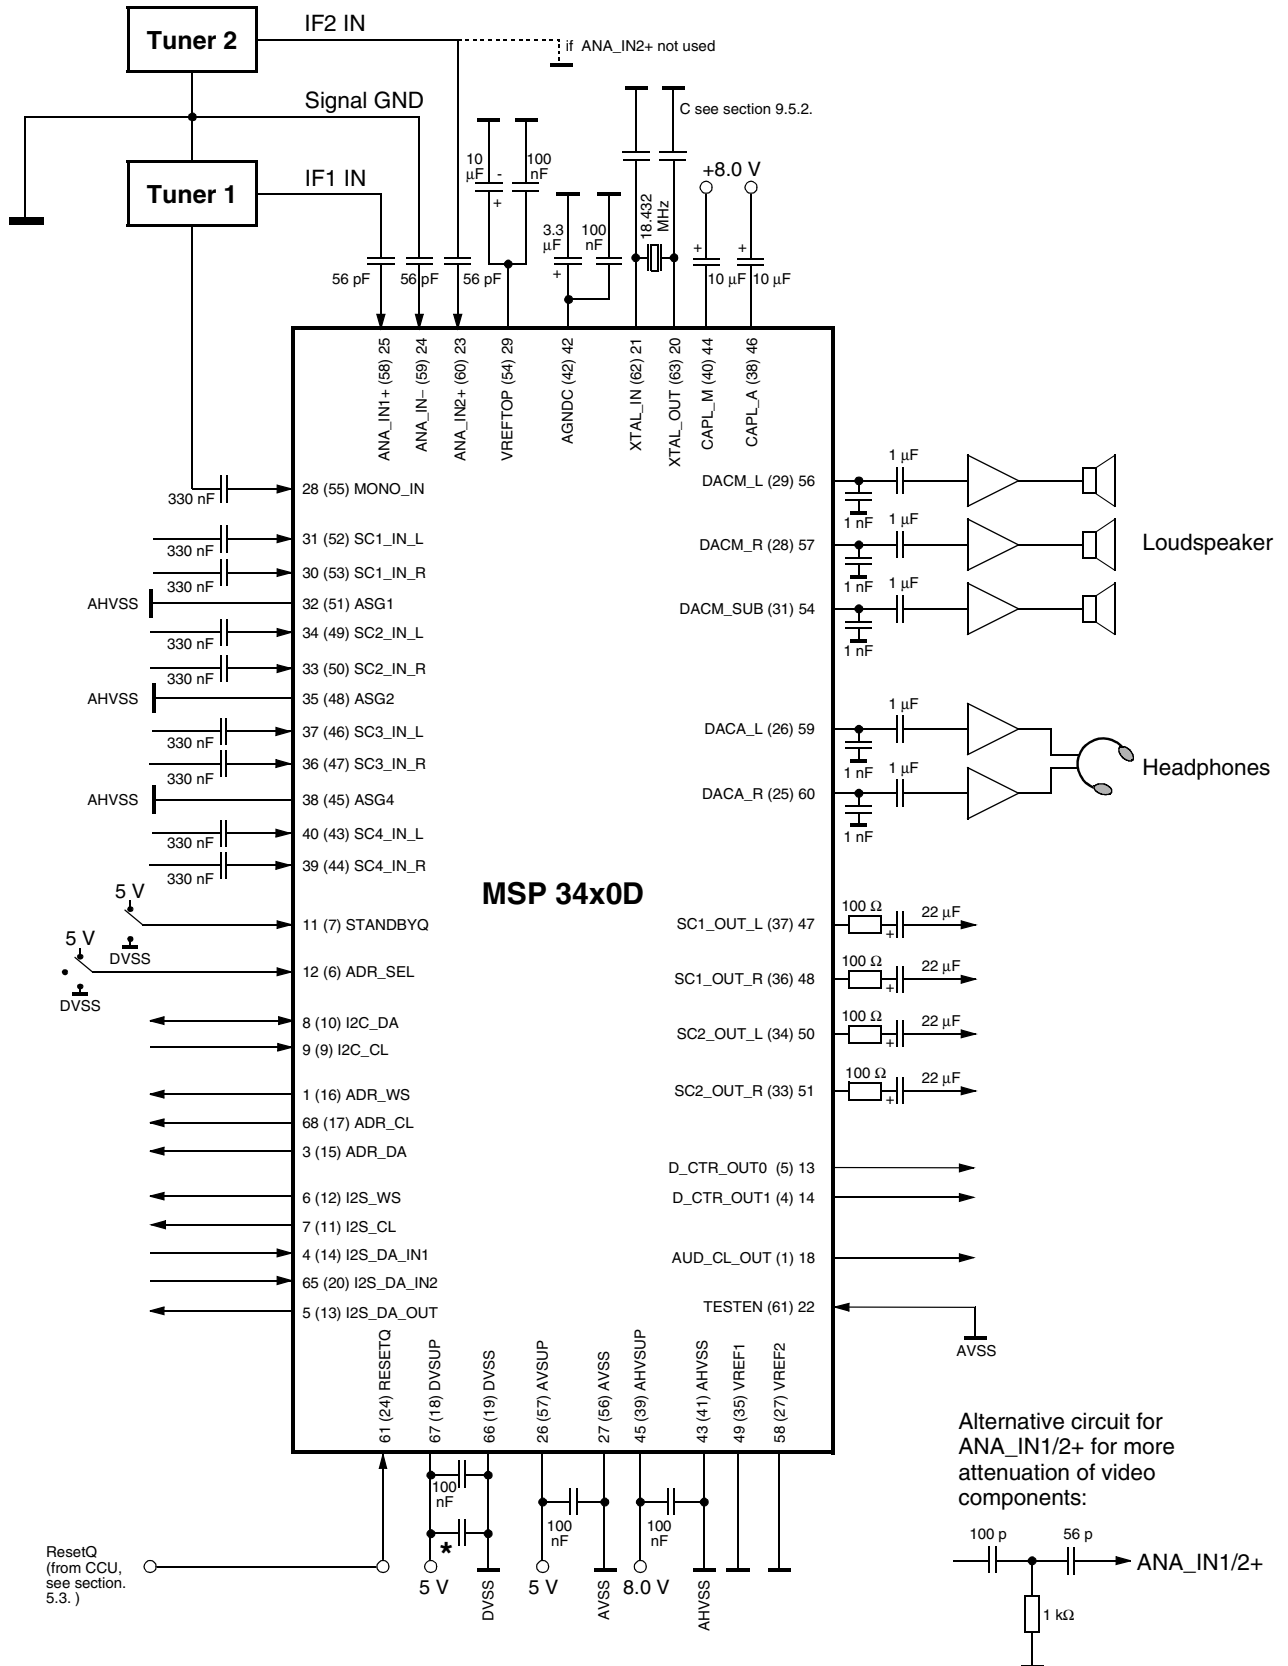 Tuner 2
IF2 IN
if ANA_IN2+ not used
Signal GND
C see section 9.5.2.
Tuner 1
IF1 IN
10
µF
-
+
100
nF
+8.0 V
3.3
µF
+
100
nF
18.432
MHz
+
10 µF
+
10 µF
56 pF
56 pF
56 pF
ANA_IN1+ (58) 25
ANA_IN− (59) 24
ANA_IN2+ (60) 23
VREFTOP (54) 29
AGNDC (42) 42
XTAL_IN (62) 21
XTAL_OUT (63) 20
CAPL_M (40) 44
CAPL_A (38) 46
330 nF
28 (55) MONO_IN
330 nF
31 (52) SC1_IN_L
330 nF
30 (53) SC1_IN_R
AHVSS
32 (51) ASG1
330 nF
34 (49) SC2_IN_L
330 nF
33 (50) SC2_IN_R
AHVSS
35 (48) ASG2
330 nF
37 (46) SC3_IN_L
330 nF
36 (47) SC3_IN_R
AHVSS
38 (45) ASG4
330 nF
40 (43) SC4_IN_L
330 nF
39 (44) SC4_IN_R
5 V
DVSS
11 (7) STANDBYQ
5 V
DVSS
12 (6) ADR_SEL
8 (10) I2C_DA
9 (9) I2C_CL
1 (16) ADR_WS
68 (17) ADR_CL
3 (15) ADR_DA
6 (12) I2S_WS
7 (11) I2S_CL
4 (14) I2S_DA_IN1
65 (20) I2S_DA_IN2
5 (13) I2S_DA_OUT
MSP 34x0D
DACM_L (29) 56
1 µF
1 nF
DACM_R (28) 57
1 µF
1 nF
Loudspeaker
DACM_SUB (31) 54
1 µF
1 nF
DACA_L (26) 59
1 µF
1 nF
Headphones
DACA_R (25) 60
1 µF
1 nF
SC1_OUT_L (37) 47
100 Ω
+
22 µF
SC1_OUT_R (36) 48
100 Ω
+
22 µF
SC2_OUT_L (34) 50
100 Ω
+
22 µF
SC2_OUT_R (33) 51
100 Ω
+
22 µF
D_CTR_OUT0 (5) 13
D_CTR_OUT1 (4) 14
AUD_CL_OUT (1) 18
TESTEN (61) 22
AVSS
61 (24) RESETQ
67 (18) DVSUP
66 (19) DVSS
26 (57) AVSUP
27 (56) AVSS
45 (39) AHVSUP
43 (41) AHVSS
49 (35) VREF1
58 (27) VREF2
100
nF
*
100
nF
100
nF
5 V
DVSS
5 V
AVSS
8.0 V
AHVSS
ResetQ
(from CCU,
see section.
5.3. )
Alternative circuit for
ANA_IN1/2+ for more
attenuation of video
components:
100 p
56 p
ANA_IN1/2+
1 kΩ